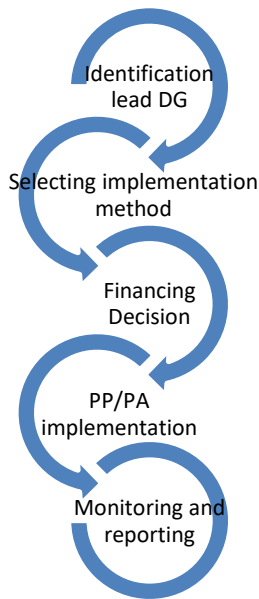 Identification
lead DG
Selecting implementation
method
Financing
Decision
PP/PA
implementation
Monitoring and
reporting